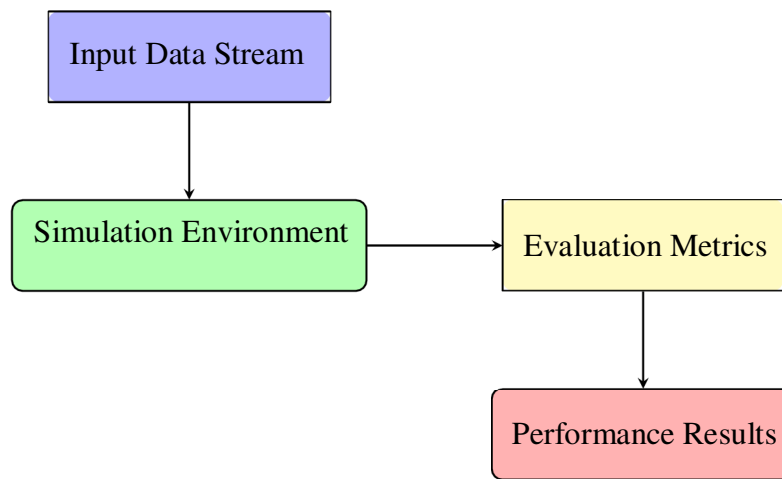 Input Data Stream
Simulation Environment
Evaluation Metrics
Performance Results